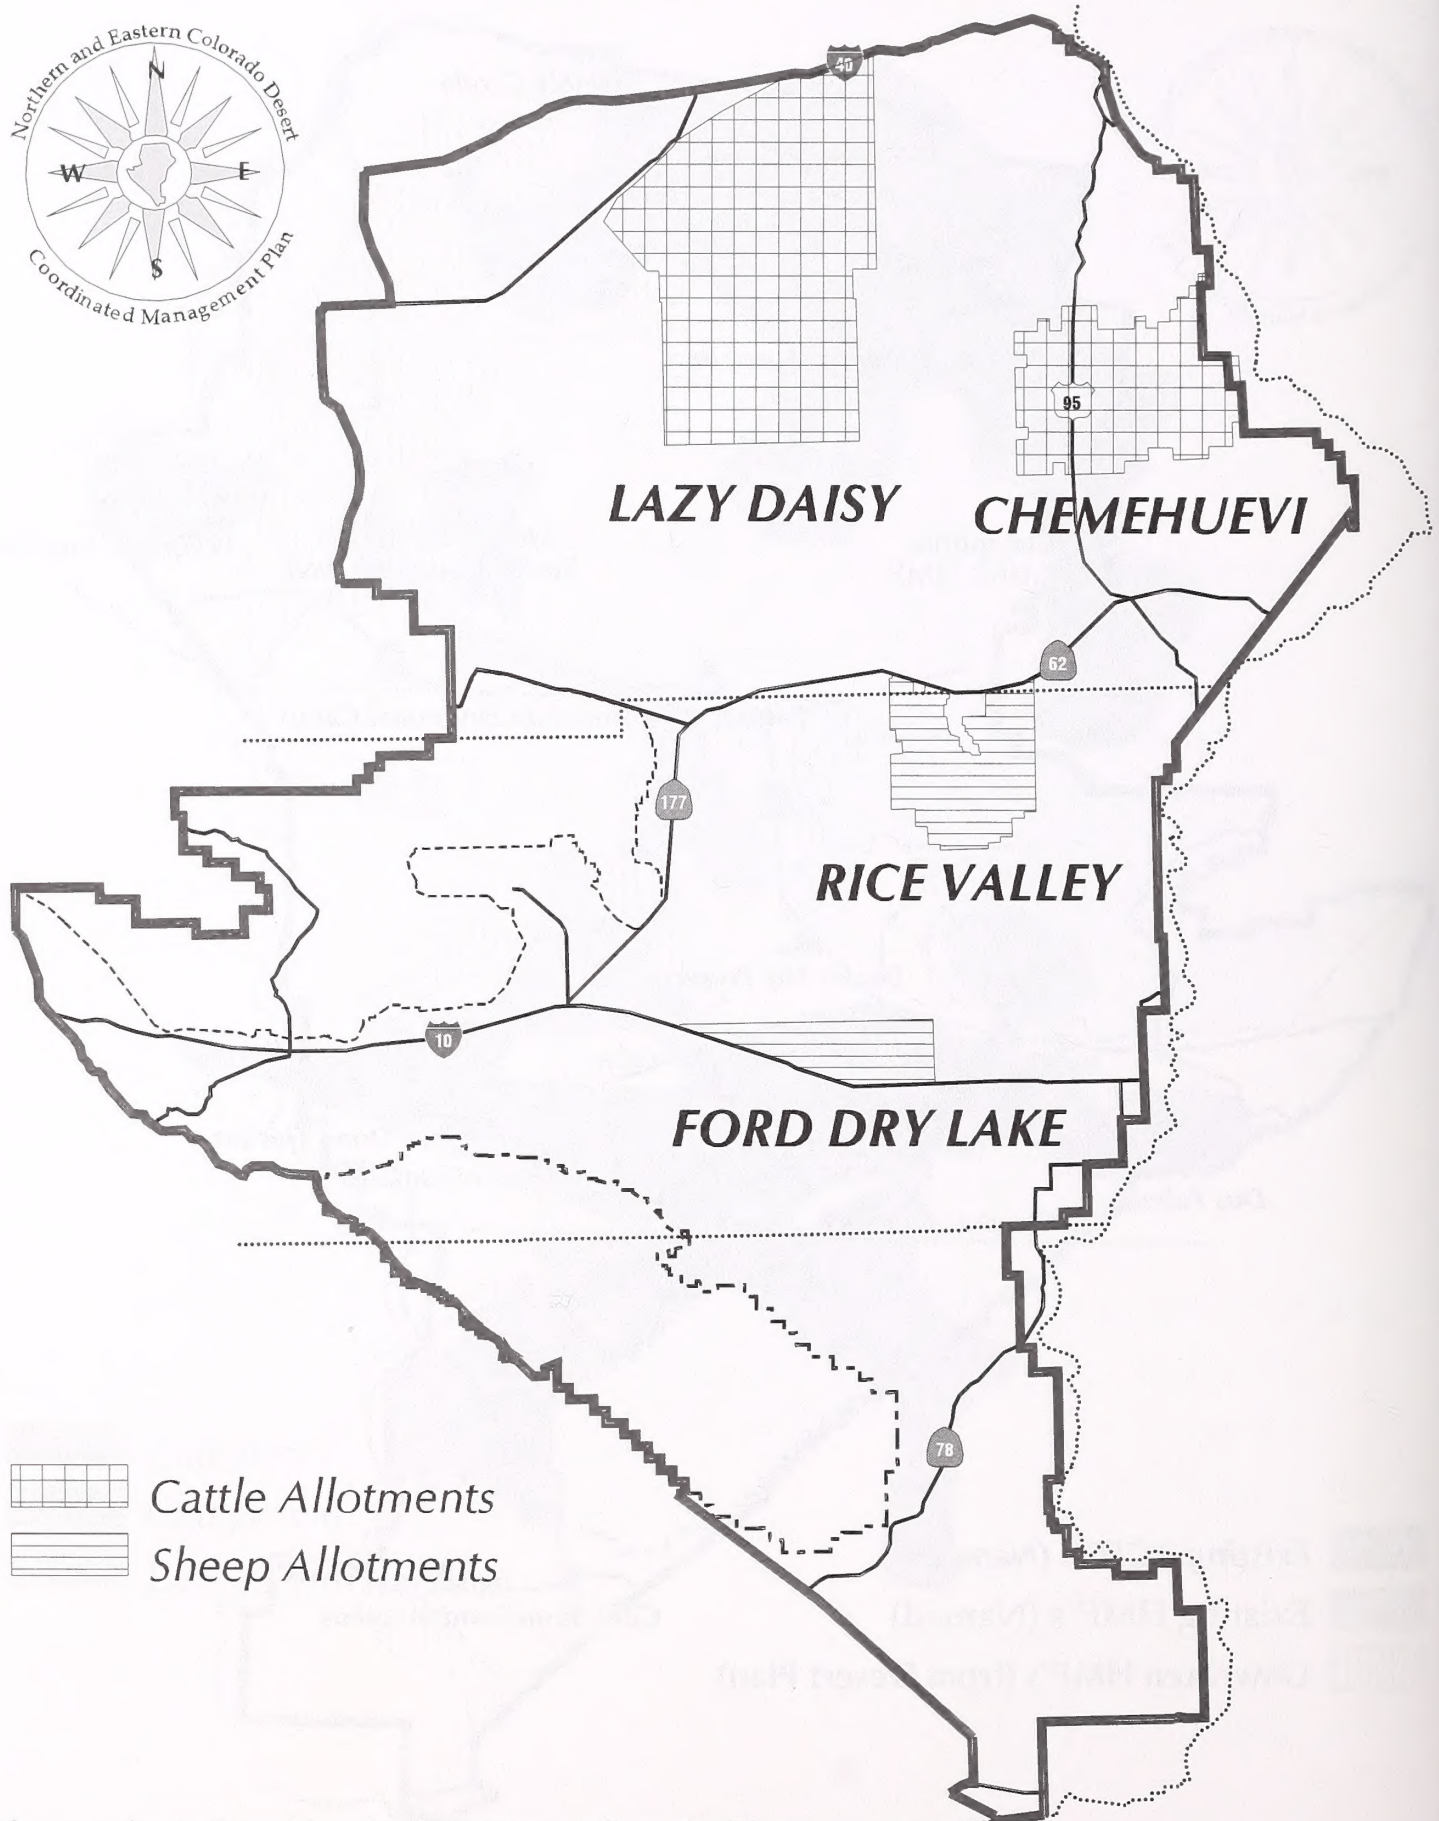 Northern and Eastern Colorado Desert
N
W
E
S
Coordinated Management Plan
40
95
LAZY DAISY
CHEMEHUEVI
62
177
RICE VALLEY
10
FORD DRY LAKE
78
Cattle Allotments
Sheep Allotments